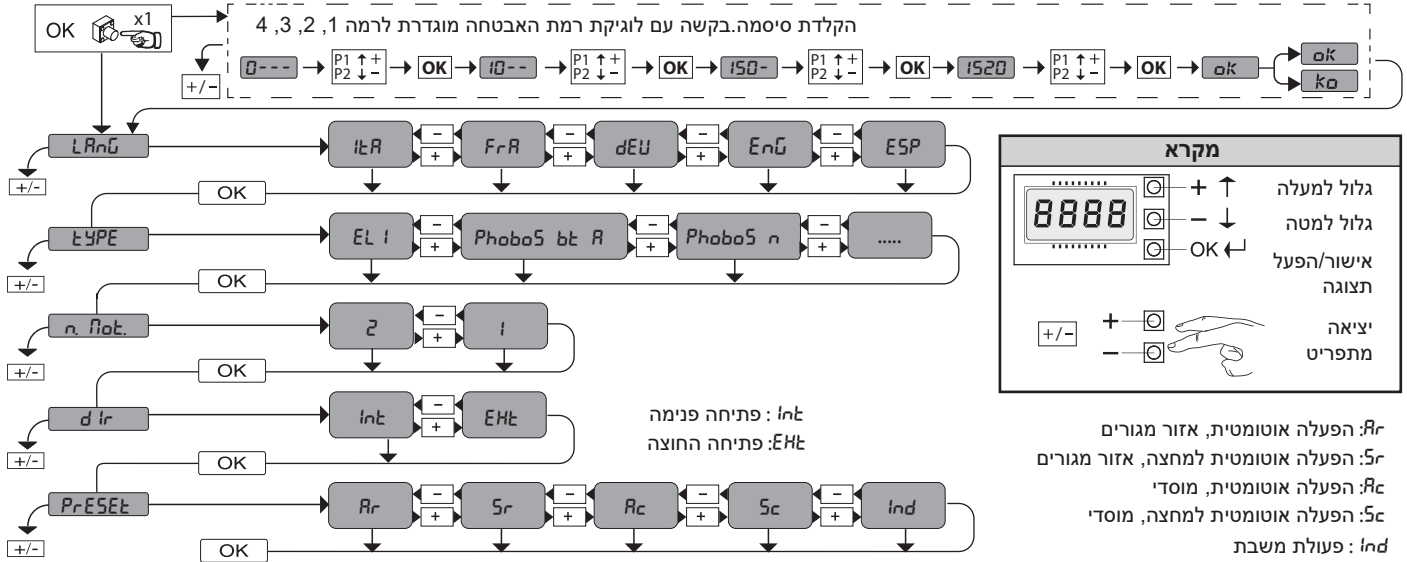 OK x1
הקלדת סיסמה.בקשה עם לוגיקת רמת האבטחה מוגדרת לרמה 1, 2, 3, 4
+/-
0--- P1 ↑ + P2 ↓ − OK 10-- P1 ↑ + P2 ↓ − OK 150- P1 ↑ + P2 ↓ − OK 1520 P1 ↑ + P2 ↓ − OK oK oK
Ko
LAnG ItA − + FrA − + dEU − + EnG − + ESP
+/-
OK
tYPE ELI − + PhoboS bt A − + PhoboS n − + .....
+/-
OK
n. Mot. 2 − + 1
+/-
OK
dIr Int − + EHt
+/-
Int : פתיחה פנימה
EHt: פתיחה החוצה
OK
PrESEt Ar − + Sr − + Ac − + Sc − + Ind
+/-
OK
מקרא
8888
+ ↑ גלול למעלה
− ↓ גלול למטה
OK אישור/הפעל
תצוגה
+/- + −
יציאה
מתפריט
Ar: הפעלה אוטומטית, אזור מגורים
Sr: הפעלה אוטומטית למחצה, אזור מגורים
Ac: הפעלה אוטומטית, מוסדי
Sc: הפעלה אוטומטית למחצה, מוסדי
Ind : פעולת משבת